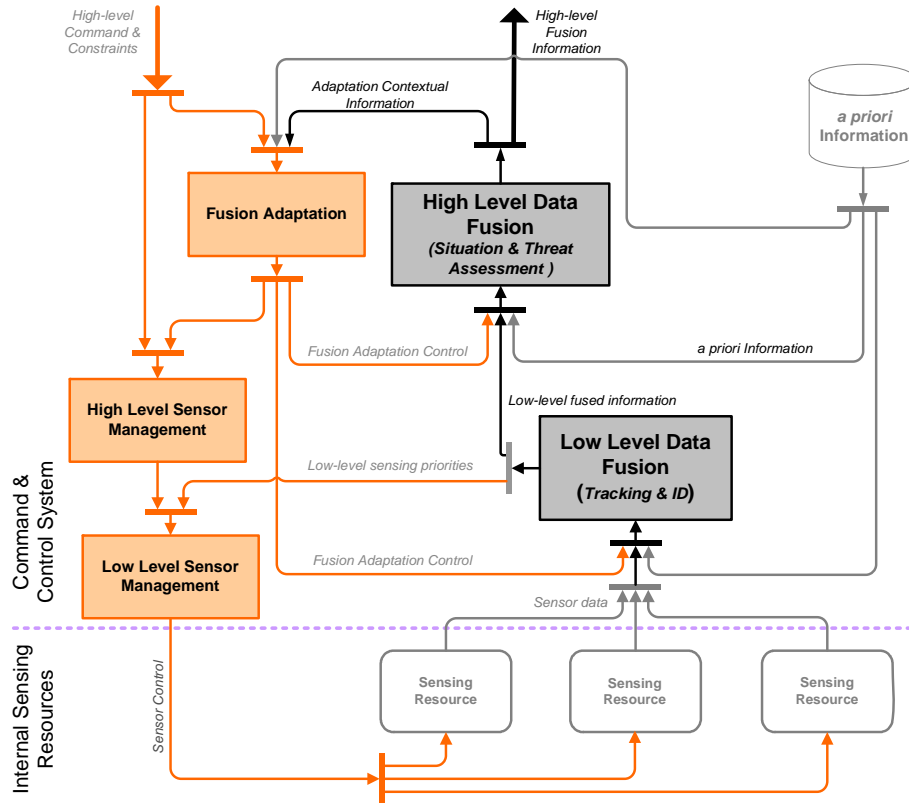 High-level
Command &
Constraints
High-level
Fusion
Information
Adaptation Contextual
Information
a priori
Information
Fusion Adaptation
High Level Data
Fusion
(Situation & Threat
Assessment )
Fusion Adaptation Control
a priori Information
High Level Sensor
Management
Low-level fused information
Low Level Data
Fusion
(Tracking & ID)
Low-level sensing priorities
Command &
Control System
Low Level Sensor
Management
Fusion Adaptation Control
Sensor data
Internal Sensing
Resources
Sensor Control
Sensing
Resource
Sensing
Resource
Sensing
Resource